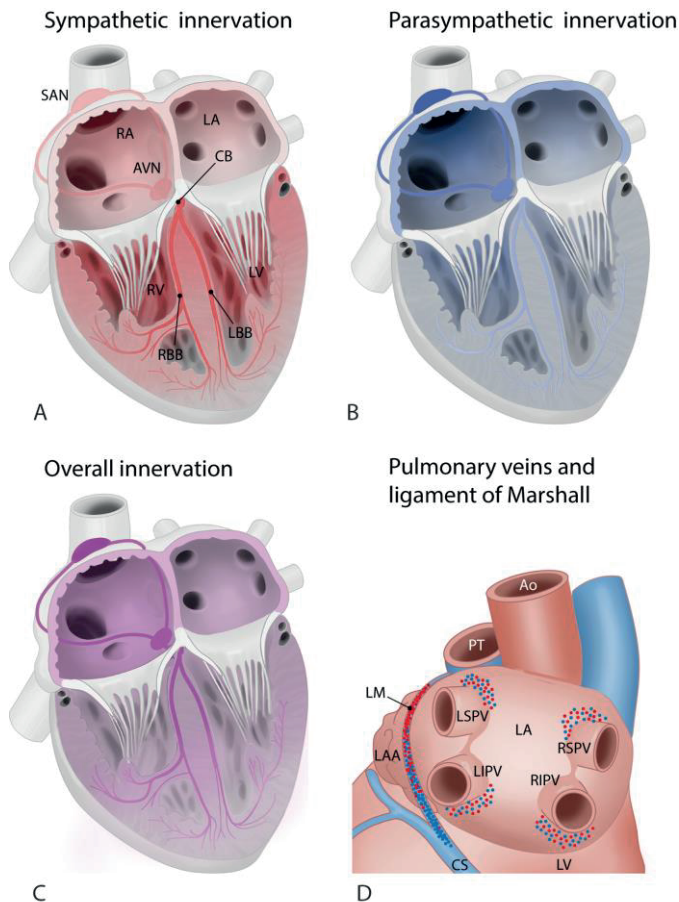 Sympathetic innervation
Parasympathetic innervation
SAN
RA
LA
AVN
CB
RV
LV
RBB
LBB
A
B
Overall innervation
Pulmonary veins and
ligament of Marshall
Ao
PT
LM
LSPV
LA
RSPV
LAA
LIPV
RIPV
CS
LV
C
D